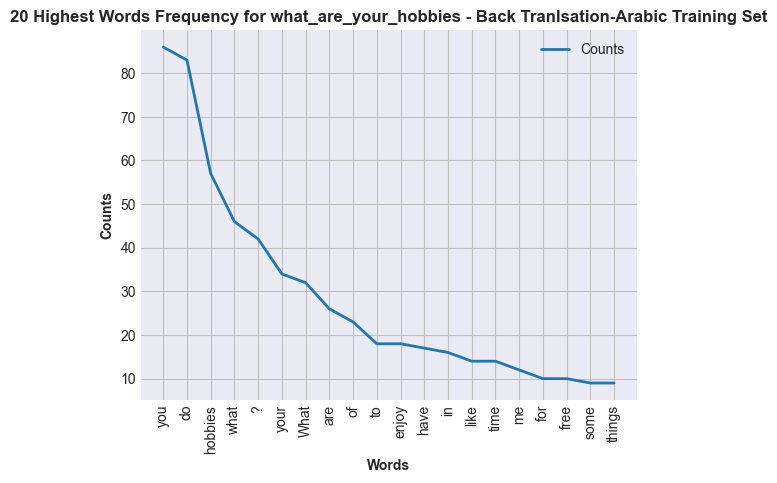 20 Highest Words Frequency for what_are_your_hobbies - Back Tranlsation-Arabic Training Set
Counts
80
70
60
50
40
30
20
10
Counts
you
do
hobbies
what
?
your
What
are
of
to
enjoy
have
in
like
time
me
for
free
some
things
Words